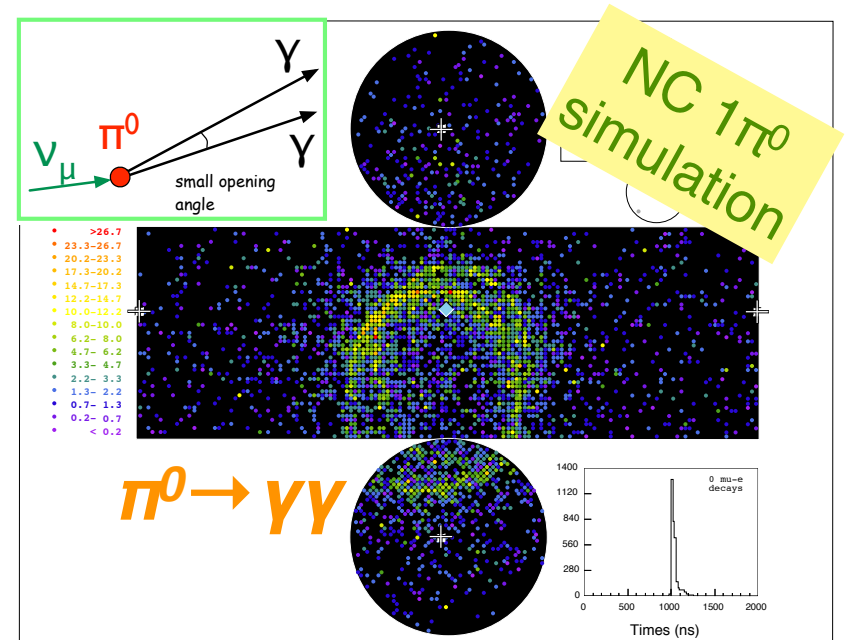 γ
γ
π⁰
ν_μ
small opening
angle
NC 1π⁰
simulation
>26.7
23.3-26.7
20.2-23.3
17.3-20.2
14.7-17.3
12.2-14.7
10.0-12.2
8.0-10.0
6.2- 8.0
4.7- 6.2
3.3- 4.7
2.2- 3.3
1.3- 2.2
0.7- 1.3
0.2- 0.7
< 0.2
π⁰→ γγ
0 mu-e
decays
1400
1120
840
560
280
0
0 500 1000 1500 2000
Times (ns)